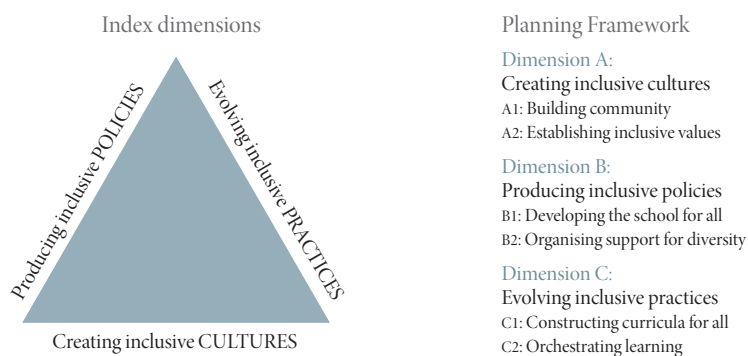 Index dimensions
Producing inclusive POLICIES
Evolving inclusive PRACTICES
Creating inclusive CULTURES
Planning Framework
Dimension A:
Creating inclusive cultures
A1: Building community
A2: Establishing inclusive values
Dimension B:
Producing inclusive policies
B1: Developing the school for all
B2: Organising support for diversity
Dimension C:
Evolving inclusive practices
C1: Constructing curricula for all
C2: Orchestrating learning